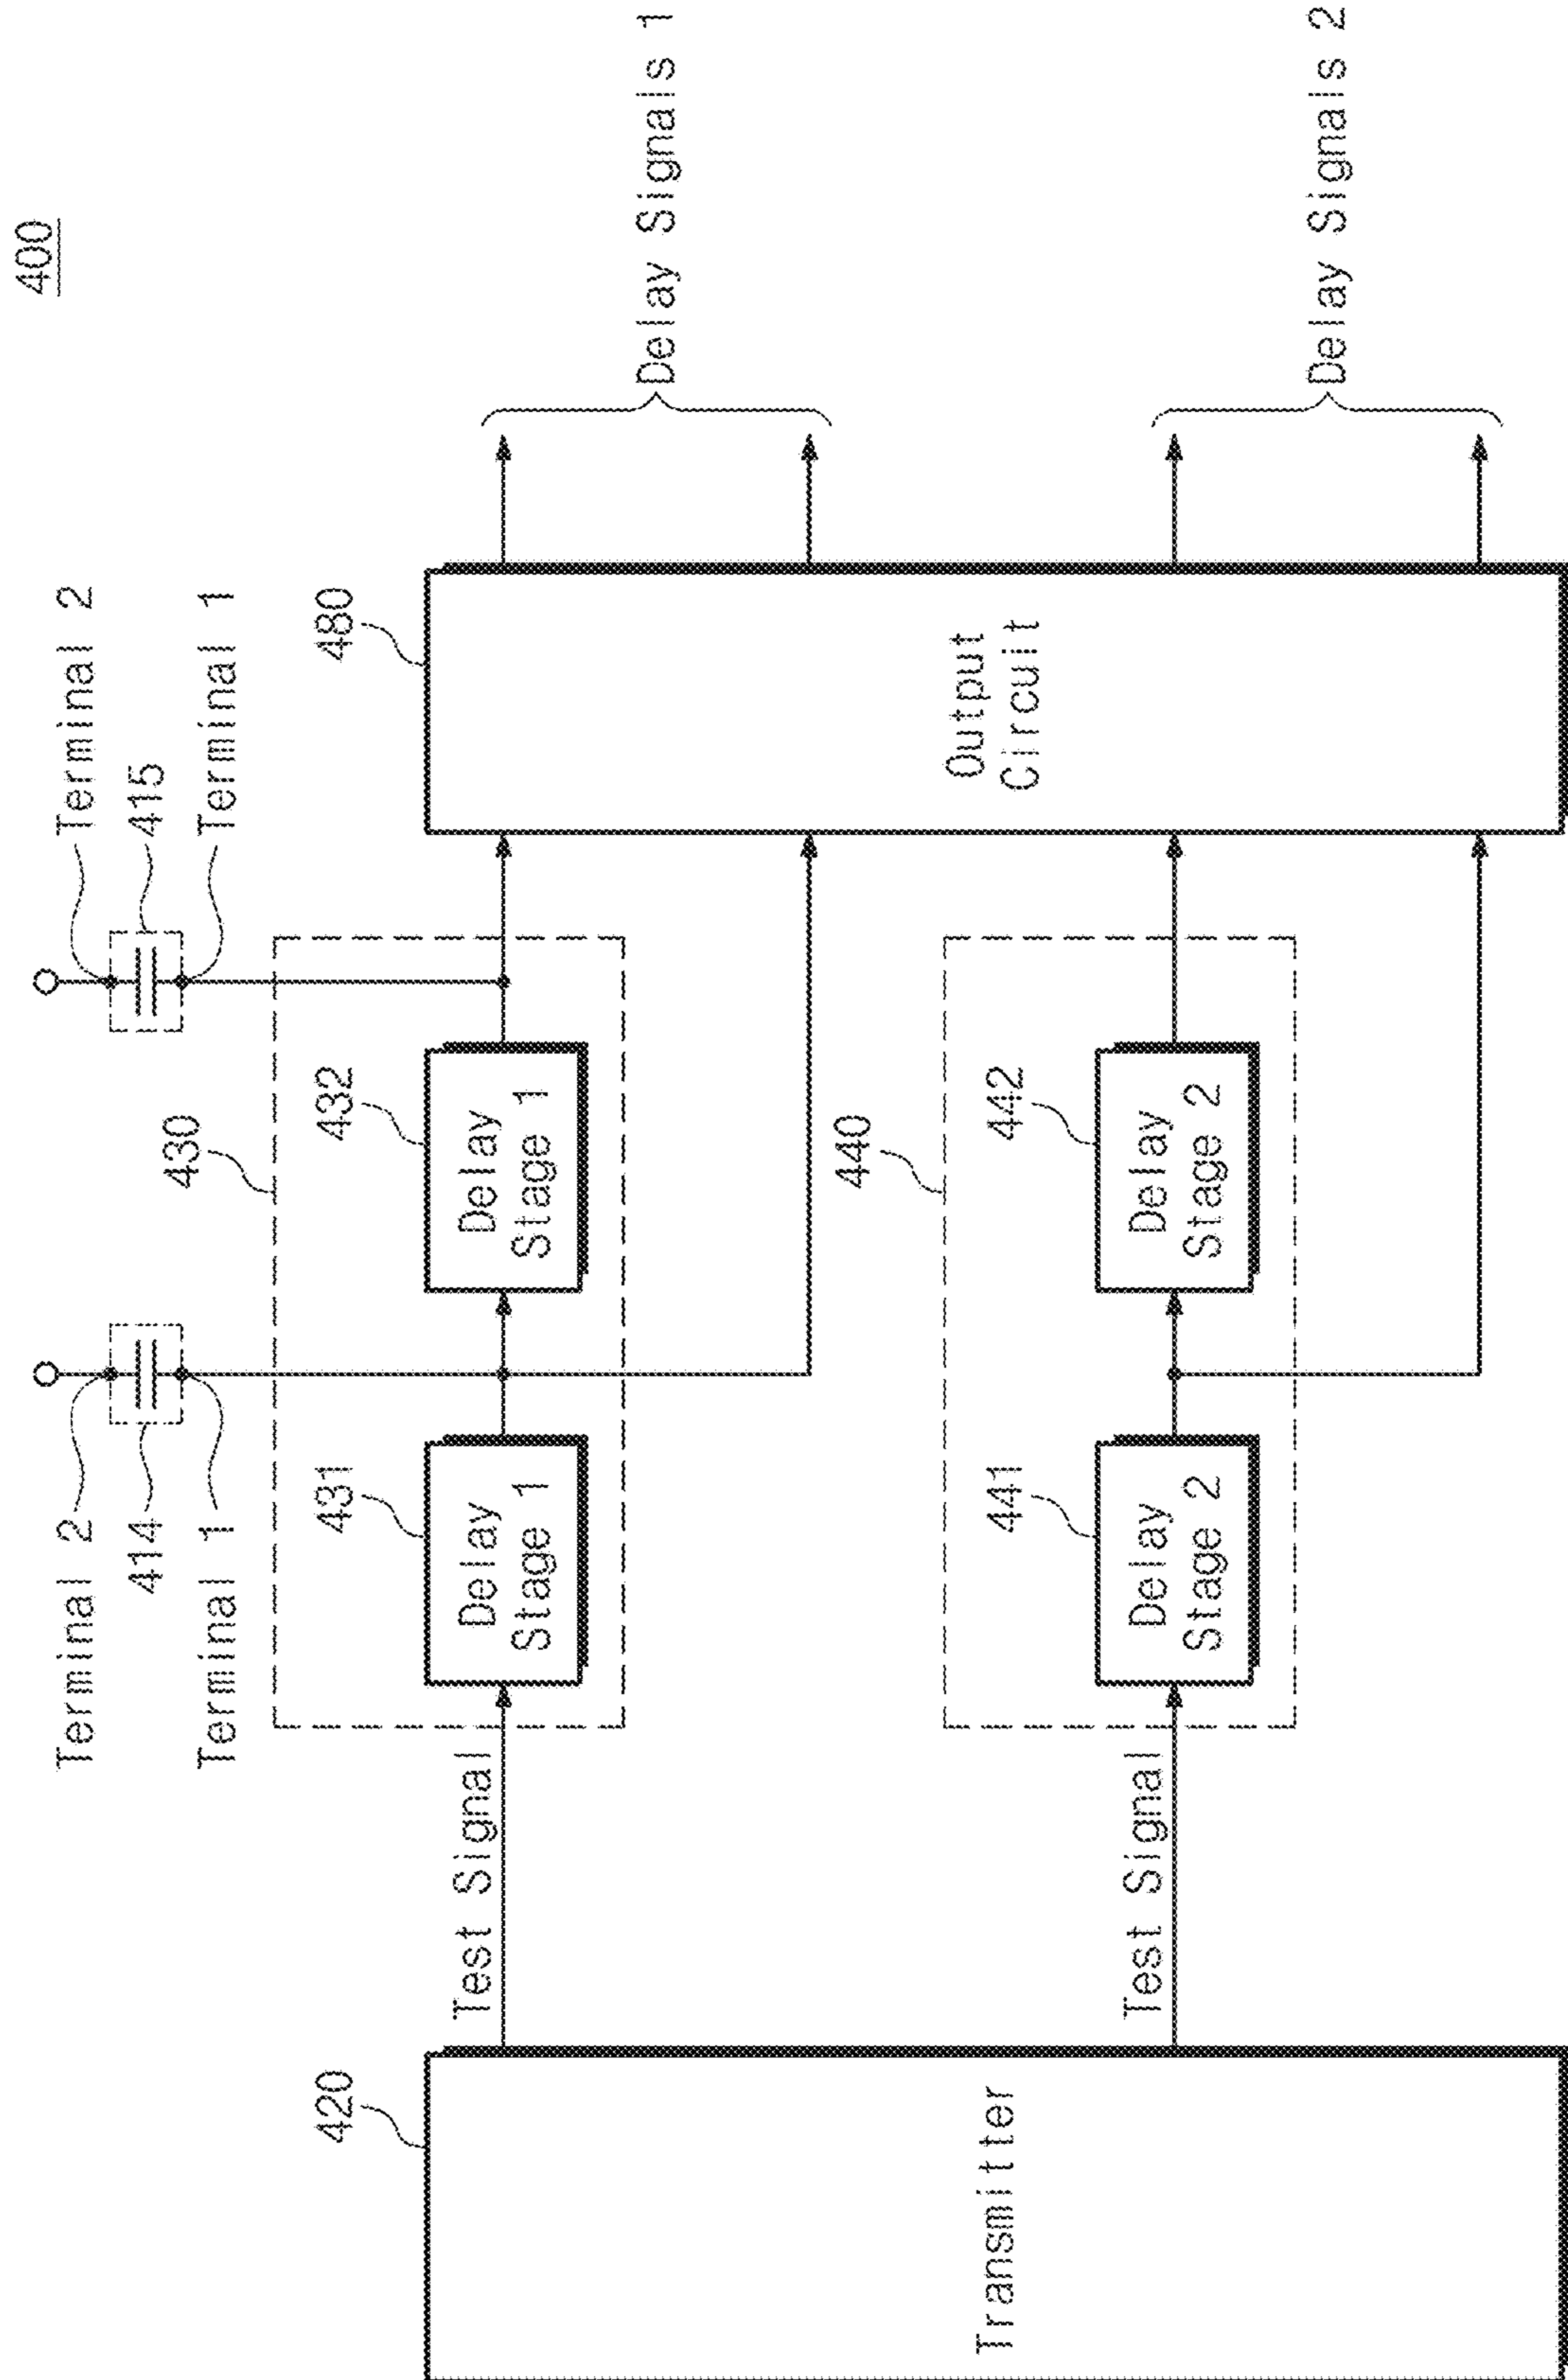 400
Terminal 2
414
Terminal 1
Terminal 2
415
Terminal 1
430
420
431
432
480
Transmitter
Test Signal
Delay
Stage 1
Delay
Stage 1
Output
Circuit
Delay Signals 1
440
441
442
Test Signal
Delay
Stage 2
Delay
Stage 2
Delay Signals 2